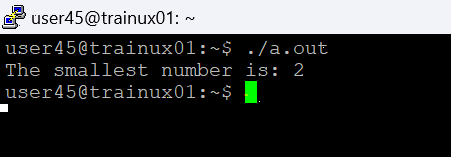 user45@trainux01: ~
user45@trainux01:~$ ./a.out
The smallest number is: 2
user45@trainux01:~$